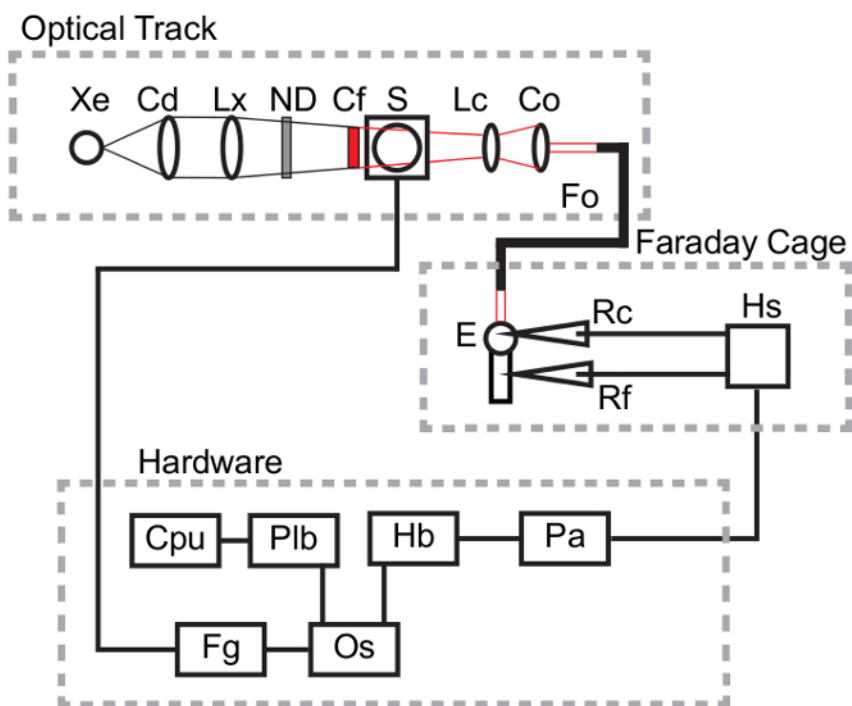 Optical Track
Xe Cd Lx ND Cf S Lc Co
Fo
Faraday Cage
E Rc Hs
Rf
Hardware
Cpu Plb Hb Pa
Fg Os